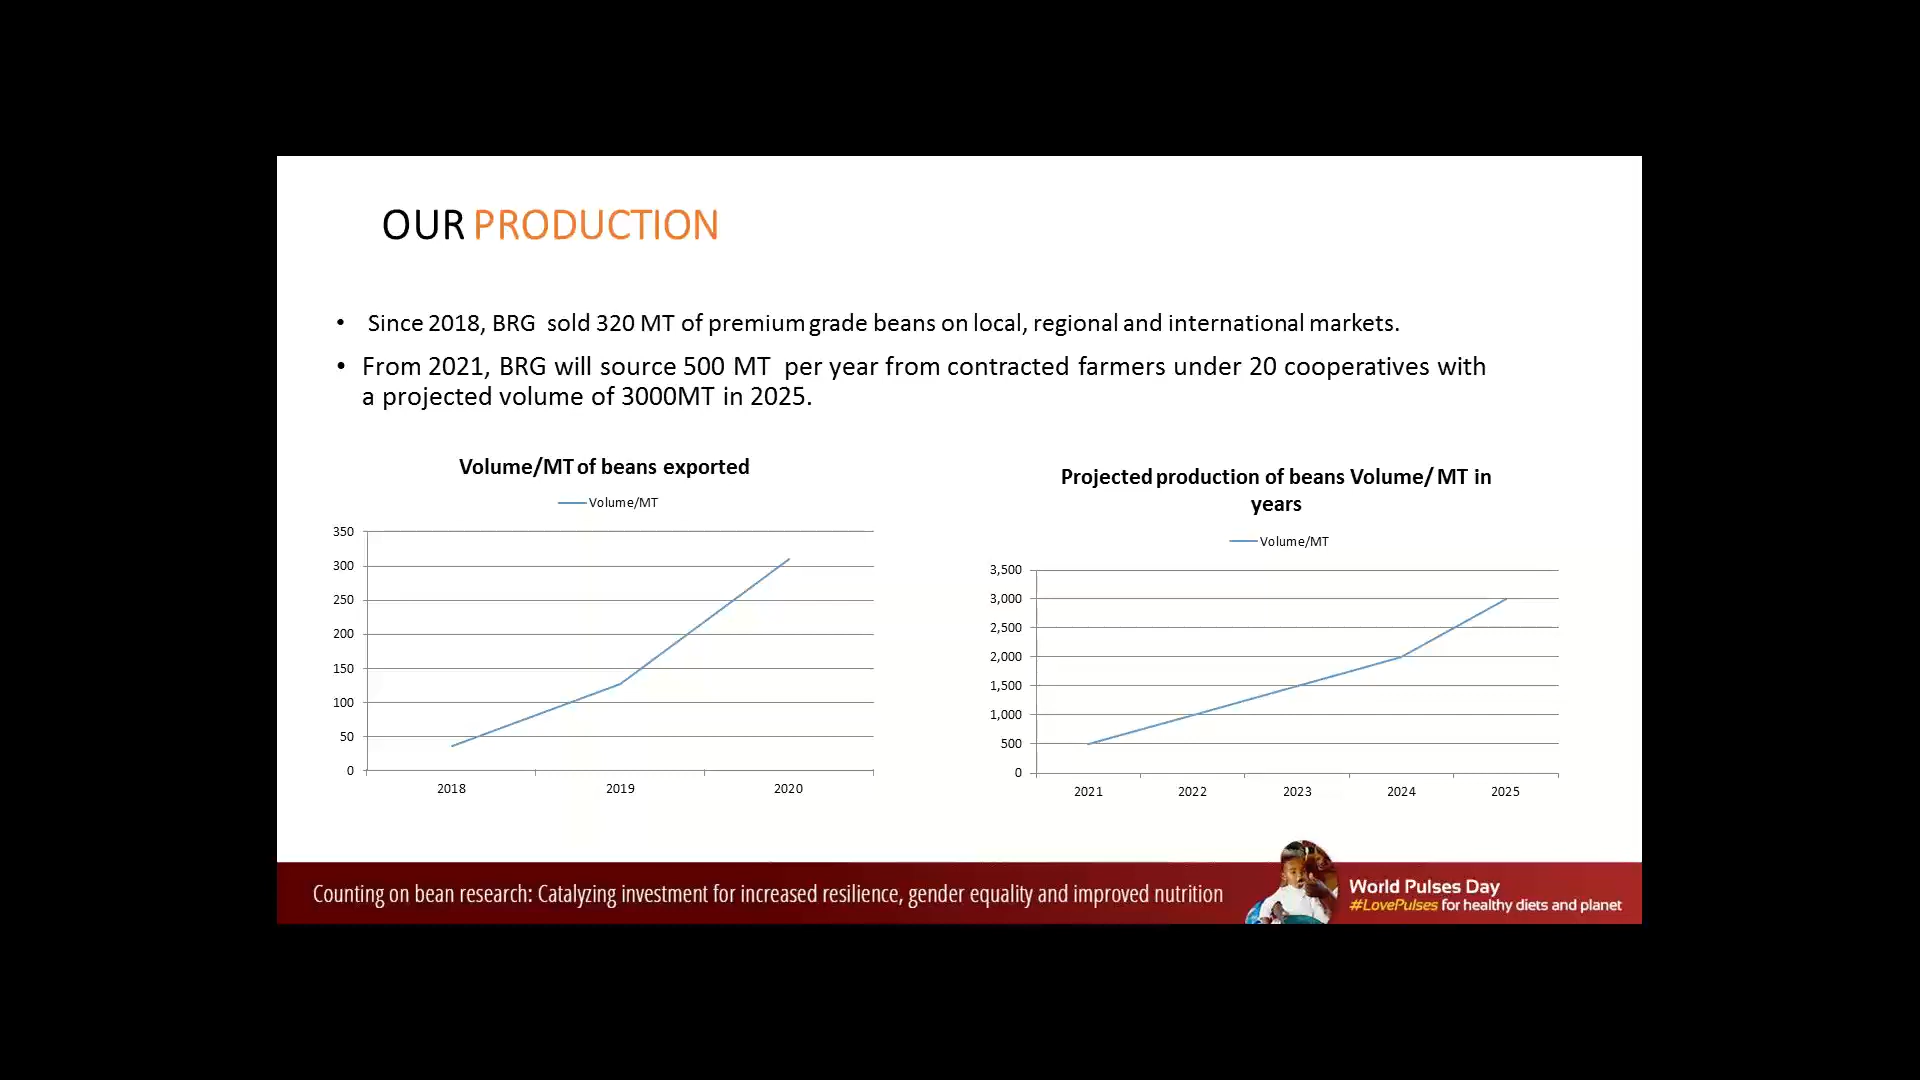 OUR PRODUCTION
• Since 2018, BRG sold 320 MT of premium grade beans on local, regional and international markets.
• From 2021, BRG will source 500 MT per year from contracted farmers under 20 cooperatives with
a projected volume of 3000MT in 2025.
Volume/MT of beans exported
Volume/MT
350
300
250
200
150
100
50
0
2018 2019 2020
Projected production of beans Volume/ MT in
years
Volume/MT
3,500
3,000
2,500
2,000
1,500
1,000
500
0
2021 2022 2023 2024 2025
Counting on bean research: Catalyzing investment for increased resilience, gender equality and improved nutrition
World Pulses Day
#LovePulses for healthy diets and planet